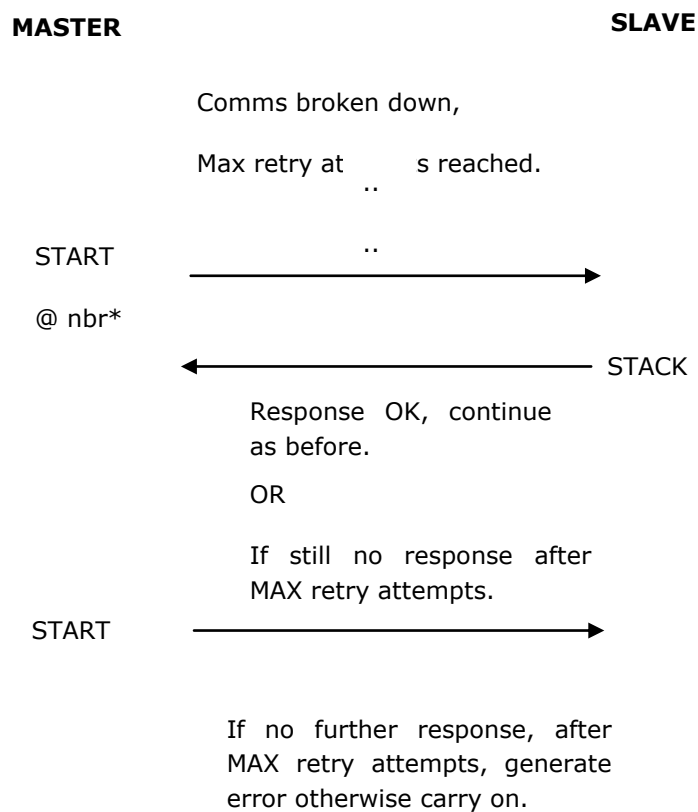 MASTER
SLAVE
Comms broken down,
Max retry at s reached.
..
START
..
@ nbr*
STACK
Response OK, continue
as before.
OR
If still no response after
MAX retry attempts.
START
If no further response, after
MAX retry attempts, generate
error otherwise carry on.